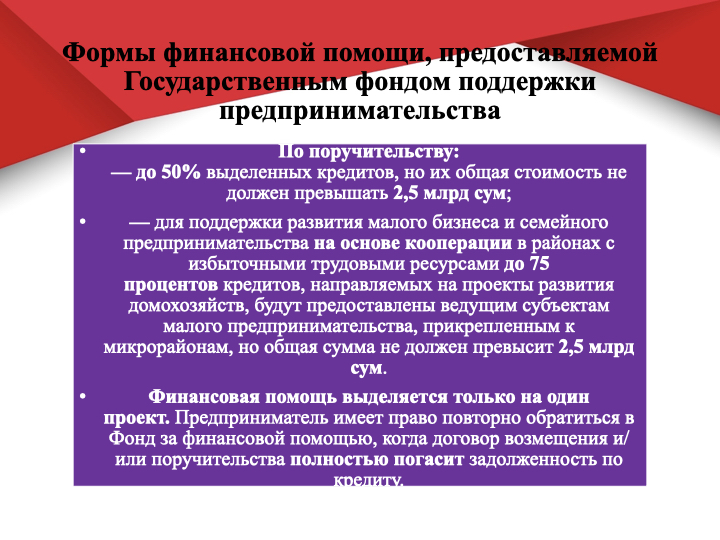 Формы финансовой помощи, предоставляемой
Государственным фондом поддержки
предпринимательства
• По поручительству:
— до 50% выделенных кредитов, но их общая стоимость не
должен превышать 2,5 млрд сум;
• — для поддержки развития малого бизнеса и семейного
предпринимательства на основе кооперации в районах с
избыточными трудовыми ресурсами до 75
процентов кредитов, направляемых на проекты развития
домохозяйств, будут предоставлены ведущим субъектам
малого предпринимательства, прикрепленным к
микрорайонам, но общая сумма не должен превысит 2,5 млрд
сум.
• Финансовая помощь выделяется только на один
проект. Предприниматель имеет право повторно обратиться в
Фонд за финансовой помощью, когда договор возмещения и/
или поручительства полностью погасит задолженность по
кредиту.